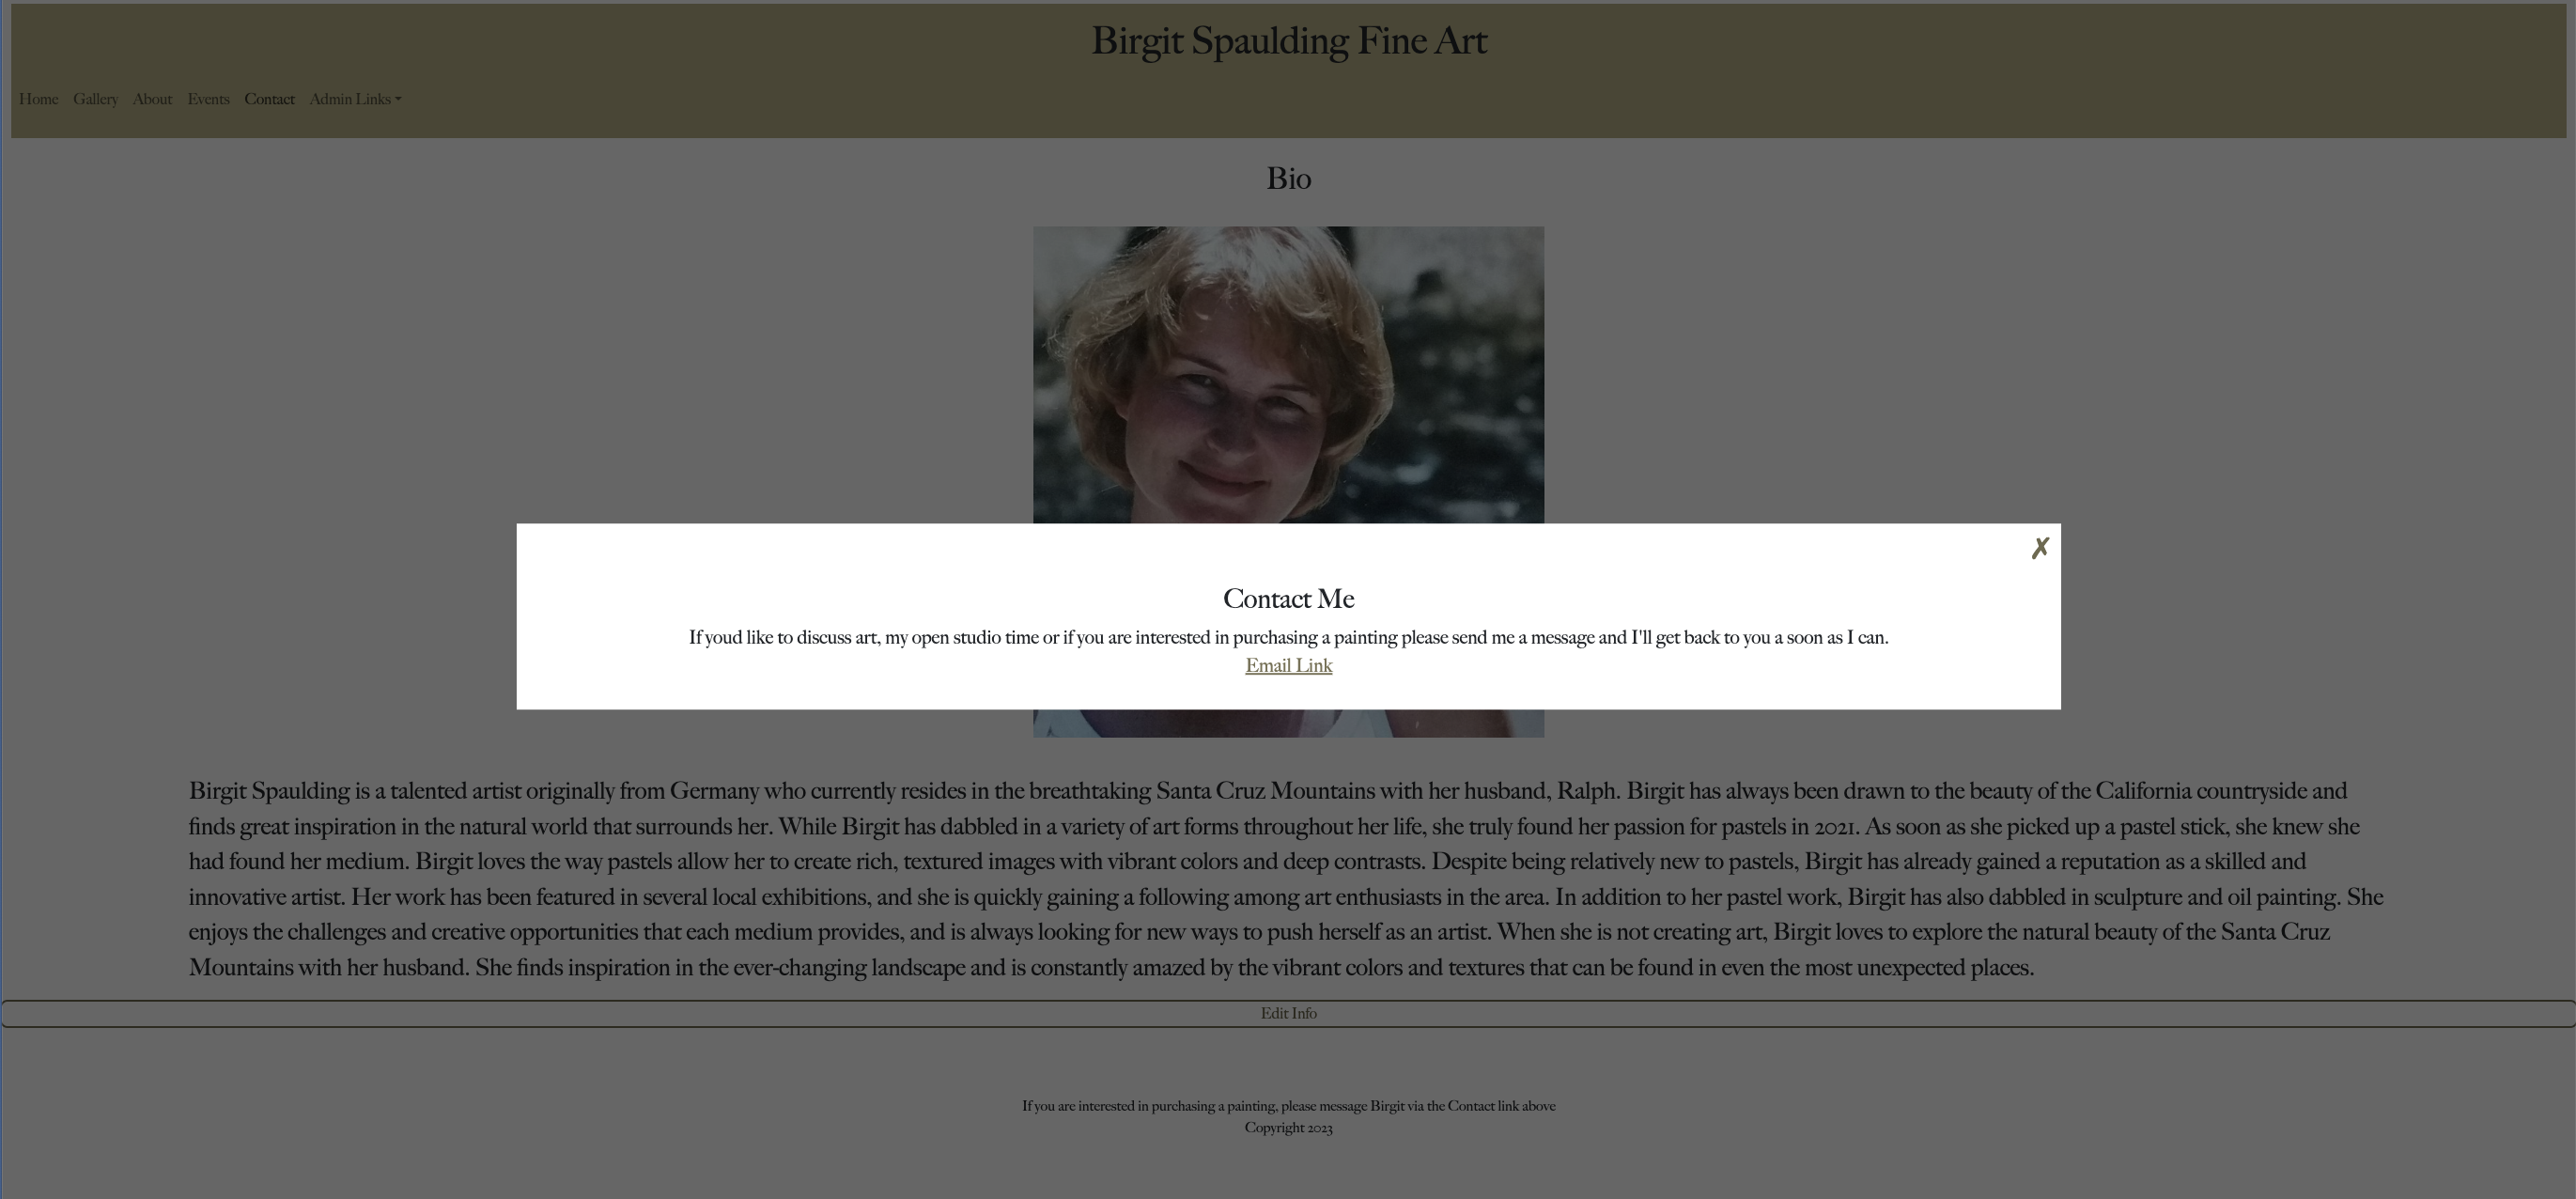 Birgit Spaulding Fine Art
Home Gallery About Events Contact Admin Links
Bio
✗
Contact Me
If youd like to discuss art, my open studio time or if you are interested in purchasing a painting please send me a message and I'll get back to you a soon as I can.
Email Link
Birgit Spaulding is a talented artist originally from Germany who currently resides in the breathtaking Santa Cruz Mountains with her husband, Ralph. Birgit has always been drawn to the beauty of the California countryside and
finds great inspiration in the natural world that surrounds her. While Birgit has dabbled in a variety of art forms throughout her life, she truly found her passion for pastels in 2021. As soon as she picked up a pastel stick, she knew she
had found her medium. Birgit loves the way pastels allow her to create rich, textured images with vibrant colors and deep contrasts. Despite being relatively new to pastels, Birgit has already gained a reputation as a skilled and
innovative artist. Her work has been featured in several local exhibitions, and she is quickly gaining a following among art enthusiasts in the area. In addition to her pastel work, Birgit has also dabbled in sculpture and oil painting. She
enjoys the challenges and creative opportunities that each medium provides, and is always looking for new ways to push herself as an artist. When she is not creating art, Birgit loves to explore the natural beauty of the Santa Cruz
Mountains with her husband. She finds inspiration in the ever-changing landscape and is constantly amazed by the vibrant colors and textures that can be found in even the most unexpected places.
Edit Info
If you are interested in purchasing a painting, please message Birgit via the Contact link above
Copyright 2023